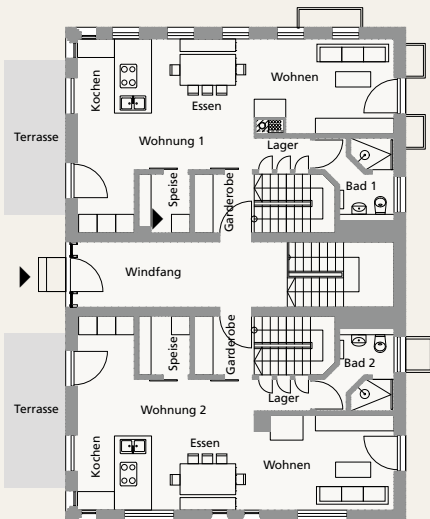 Kochen
Wohnen
Essen
Terrasse
Wohnung 1
Lager
Speise
Garderobe
Bad 1
Windfang
Speise
Garderobe
Bad 2
Terrasse
Wohnung 2
Lager
Kochen
Essen
Wohnen